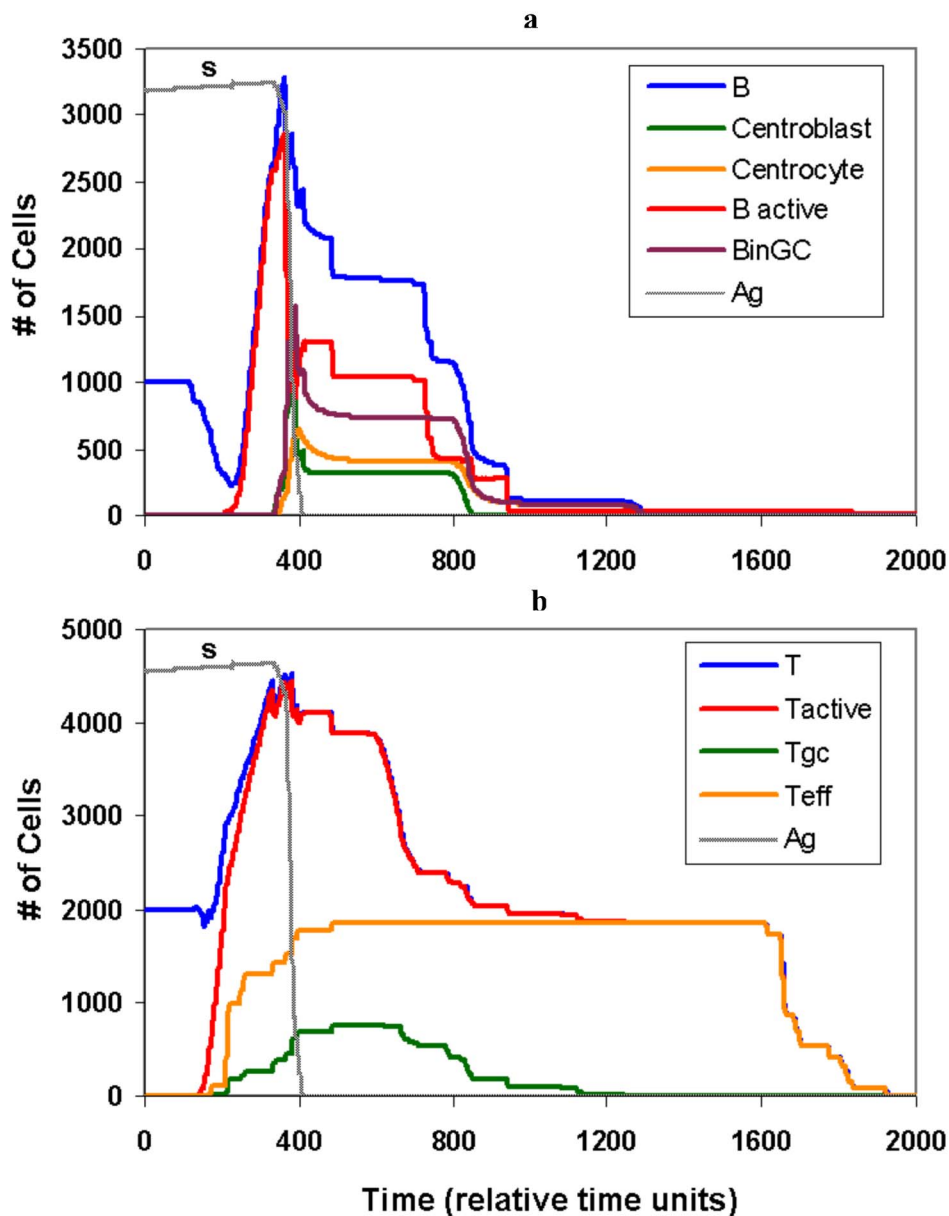 a
# of Cells
3500
3000
2500
2000
1500
1000
500
0
s
B
Centroblast
Centrocyte
B active
BinGC
Ag
0 400 800 1200 1600 2000
b
# of Cells
5000
4000
3000
2000
1000
0
s
T
Tactive
Tgc
Teff
Ag
0 400 800 1200 1600 2000
Time (relative time units)